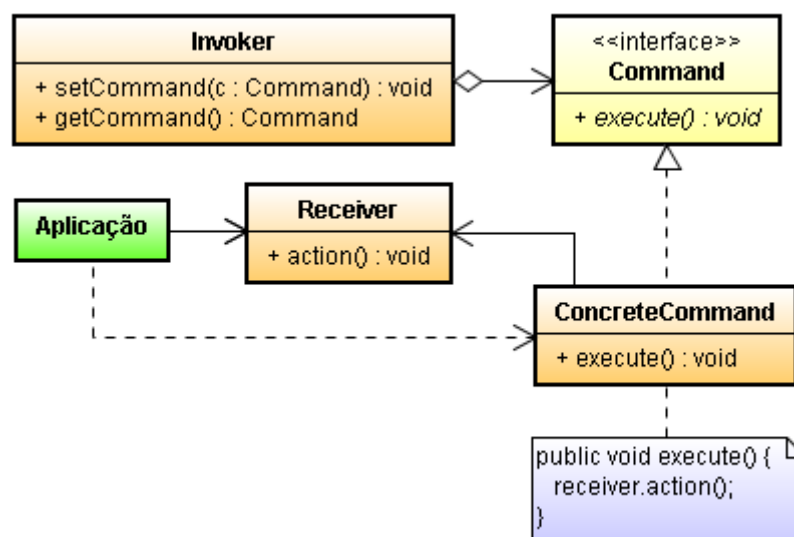 Invoker
+ setCommand(c : Command) : void
+ getCommand() : Command
<<interface>>
Command
+ execute() : void
Aplicação
Receiver
+ action() : void
ConcreteCommand
+ execute() : void
public void execute() {
receiver.action();
}